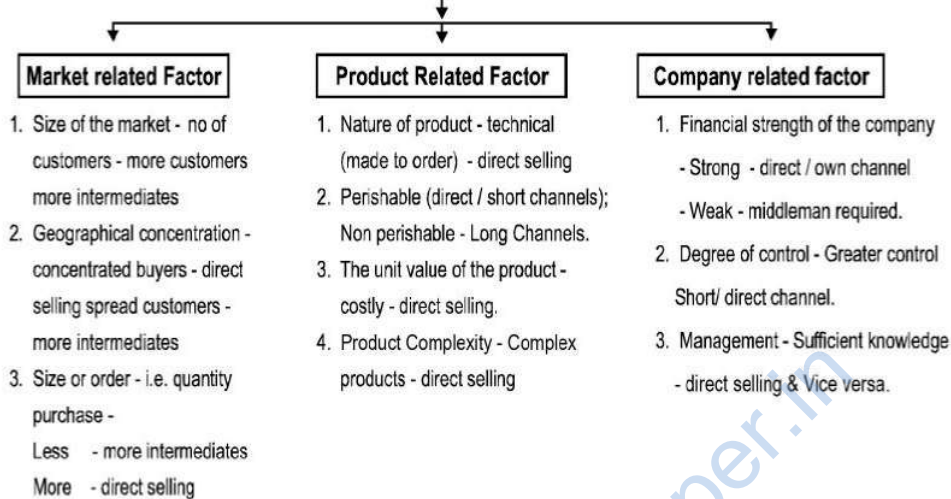 Market related Factor
1. Size of the market - no of
customers - more customers
more intermediates
2. Geographical concentration -
concentrated buyers - direct
selling spread customers -
more intermediates
3. Size or order - i.e. quantity
purchase -
Less - more intermediates
More - direct selling
Product Related Factor
1. Nature of product - technical
(made to order) - direct selling
2. Perishable (direct / short channels);
Non perishable - Long Channels.
3. The unit value of the product -
costly - direct selling.
4. Product Complexity - Complex
products - direct selling
Company related factor
1. Financial strength of the company
- Strong - direct / own channel
- Weak - middleman required.
2. Degree of control - Greater control
Short/ direct channel.
3. Management - Sufficient knowledge
- direct selling & Vice versa.
per.in